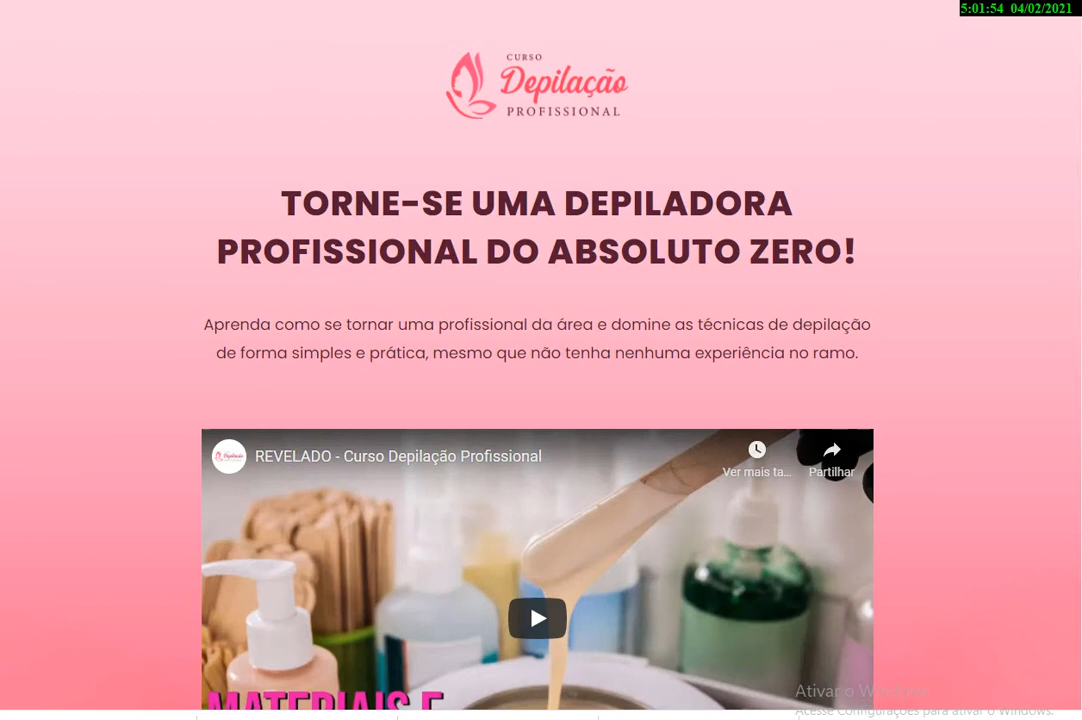 5:01:54 04/02/2021
CURSO
Depilação
PROFISSIONAL
TORNE-SE UMA DEPILADORA
PROFISSIONAL DO ABSOLUTO ZERO!
Aprenda como se tornar uma profissional da área e domine as técnicas de depilação
de forma simples e prática, mesmo que não tenha nenhuma experiência no ramo.
REVELADO - Curso Depilação Profissional
Ver mais ta...
Partilhar
MATERIAIS E
Ativar o Windows
Acesse Configurações para ativar o Windows.